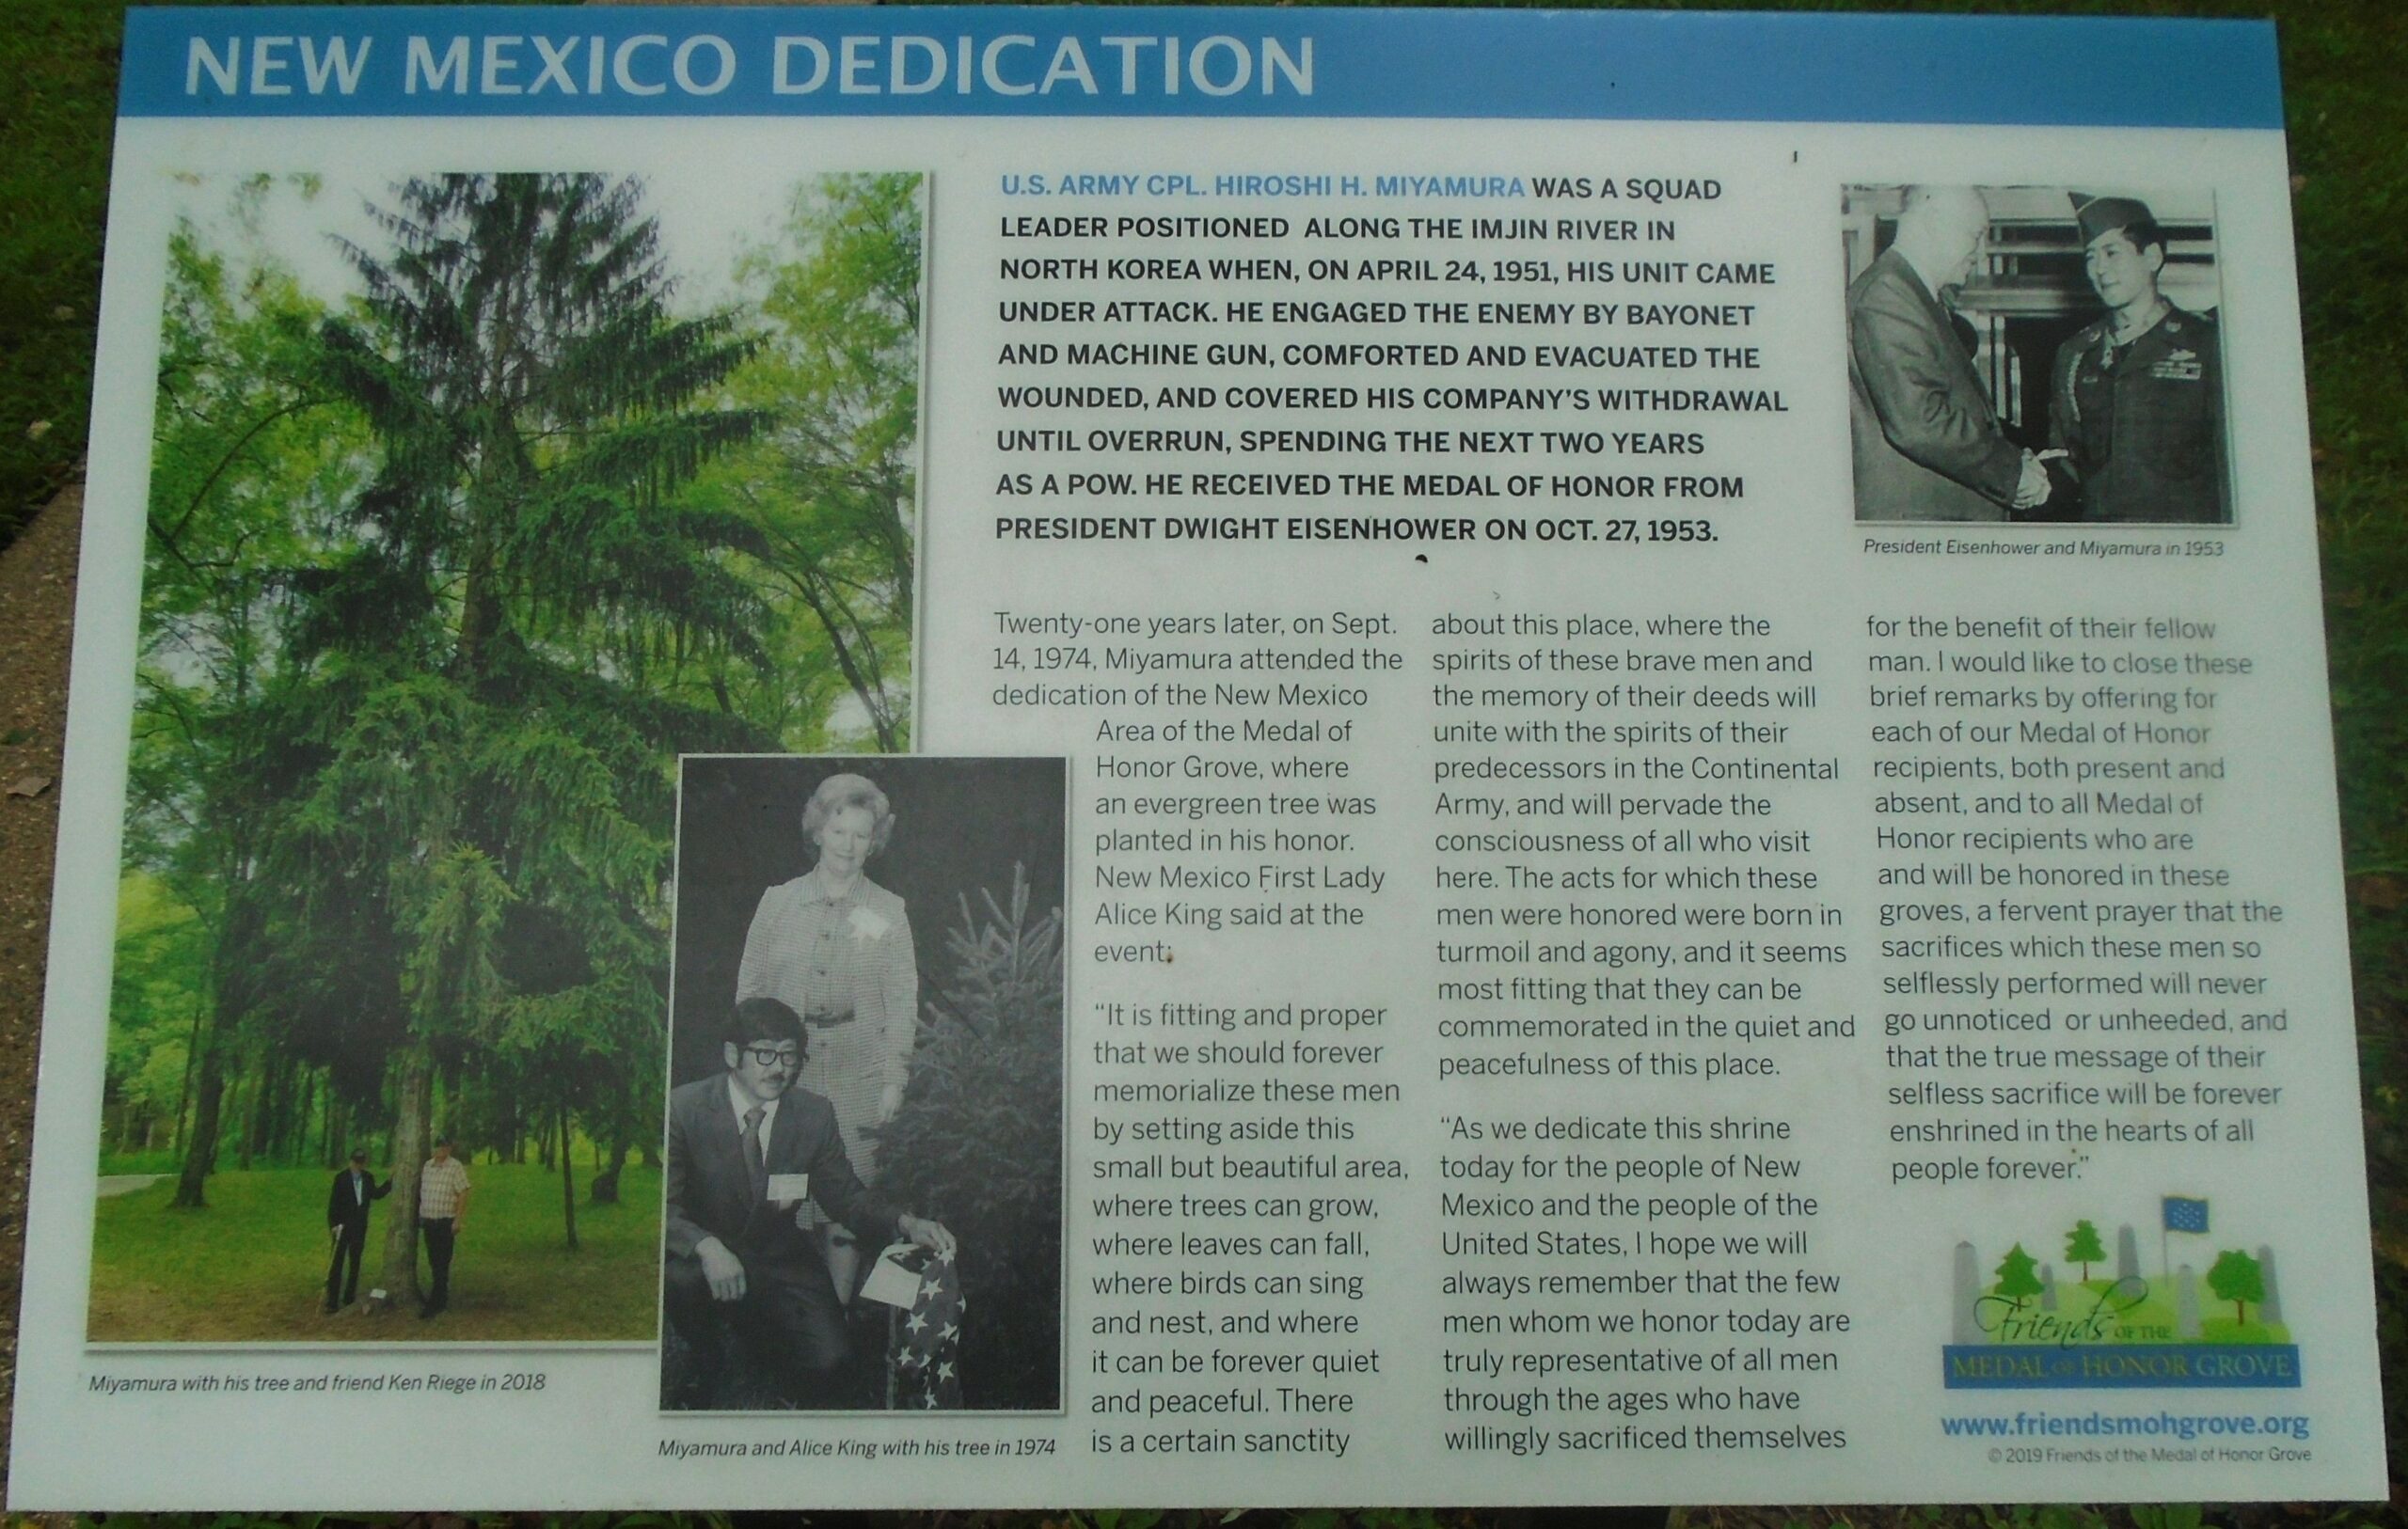 NEW MEXICO DEDICATION
U.S. ARMY CPL. HIROSHI H. MIYAMURA WAS A SQUAD
LEADER POSITIONED ALONG THE IMJIN RIVER IN
NORTH KOREA WHEN, ON APRIL 24, 1951, HIS UNIT CAME
UNDER ATTACK. HE ENGAGED THE ENEMY BY BAYONET
AND MACHINE GUN, COMFORTED AND EVACUATED THE
WOUNDED, AND COVERED HIS COMPANY'S WITHDRAWAL
UNTIL OVERRUN, SPENDING THE NEXT TWO YEARS
AS A POW. HE RECEIVED THE MEDAL OF HONOR FROM
PRESIDENT DWIGHT EISENHOWER ON OCT. 27, 1953.
President Eisenhower and Miyamura in 1953
Twenty-one years later, on Sept.
14, 1974, Miyamura attended the
dedication of the New Mexico
Area of the Medal of
Honor Grove, where
an evergreen tree was
planted in his honor.
New Mexico First Lady
Alice King said at the
event:
"It is fitting and proper
that we should forever
memorialize these men
by setting aside this
small but beautiful area,
where trees can grow,
where leaves can fall,
where birds can sing
and nest, and where
it can be forever quiet
and peaceful. There
is a certain sanctity
about this place, where the
spirits of these brave men and
the memory of their deeds will
unite with the spirits of their
predecessors in the Continental
Army, and will pervade the
consciousness of all who visit
here. The acts for which these
men were honored were born in
turmoil and agony, and it seems
most fitting that they can be
commemorated in the quiet and
peacefulness of this place.
"As we dedicate this shrine
today for the people of New
Mexico and the people of the
United States, I hope we will
always remember that the few
men whom we honor today are
truly representative of all men
through the ages who have
willingly sacrificed themselves
for the benefit of their fellow
man. I would like to close these
brief remarks by offering for
each of our Medal of Honor
recipients, both present and
absent, and to all Medal of
Honor recipients who are
and will be honored in these
groves, a fervent prayer that the
sacrifices which these men so
selflessly performed will never
go unnoticed or unheeded, and
that the true message of their
selfless sacrifice will be forever
enshrined in the hearts of all
people forever."
Miyamura with his tree and friend Ken Riege in 2018
Miyamura and Alice King with his tree in 1974
Friends OF THE
MEDAL OF HONOR GROVE
www.friendsmohgrove.org
© 2019 Friends of the Medal of Honor Grove